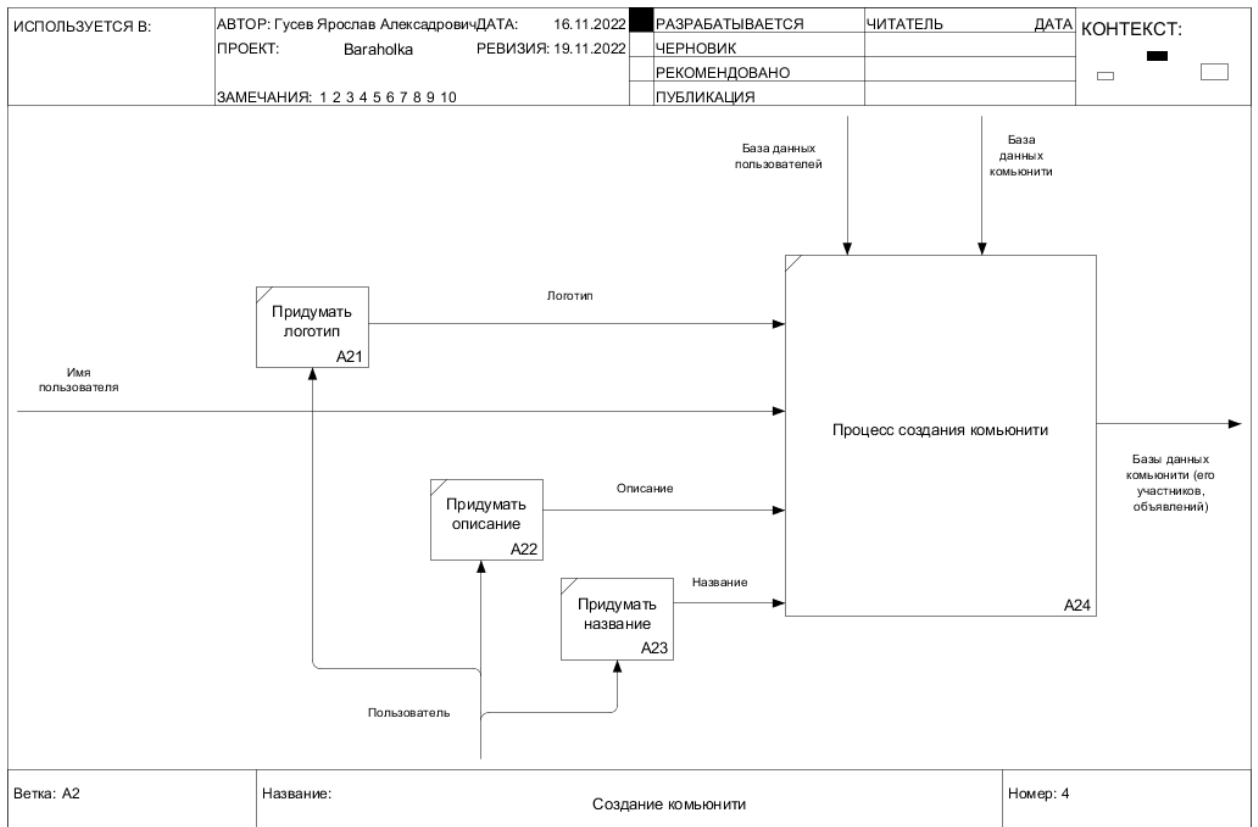 ИСПОЛЬЗУЕТСЯ В:
АВТОР: Гусев Ярослав Алексадрович ДАТА: 16.11.2022
ПРОЕКТ: Baraholka РЕВИЗИЯ: 19.11.2022
ЗАМЕЧАНИЯ: 1 2 3 4 5 6 7 8 9 10
РАЗРАБАТЫВАЕТСЯ
ЧЕРНОВИК
РЕКОМЕНДОВАНО
ПУБЛИКАЦИЯ
ЧИТАТЕЛЬ ДАТА
КОНТЕКСТ:
База данных
пользователей
База
данных
комьюнити
Придумать
логотип
A21
Логотип
Имя
пользователя
Процесс создания комьюнити
A24
Базы данных
комьюнити (его
участников,
объявлений)
Придумать
описание
A22
Описание
Придумать
название
A23
Название
Пользователь
Ветка: A2
Название:
Создание комьюнити
Номер: 4